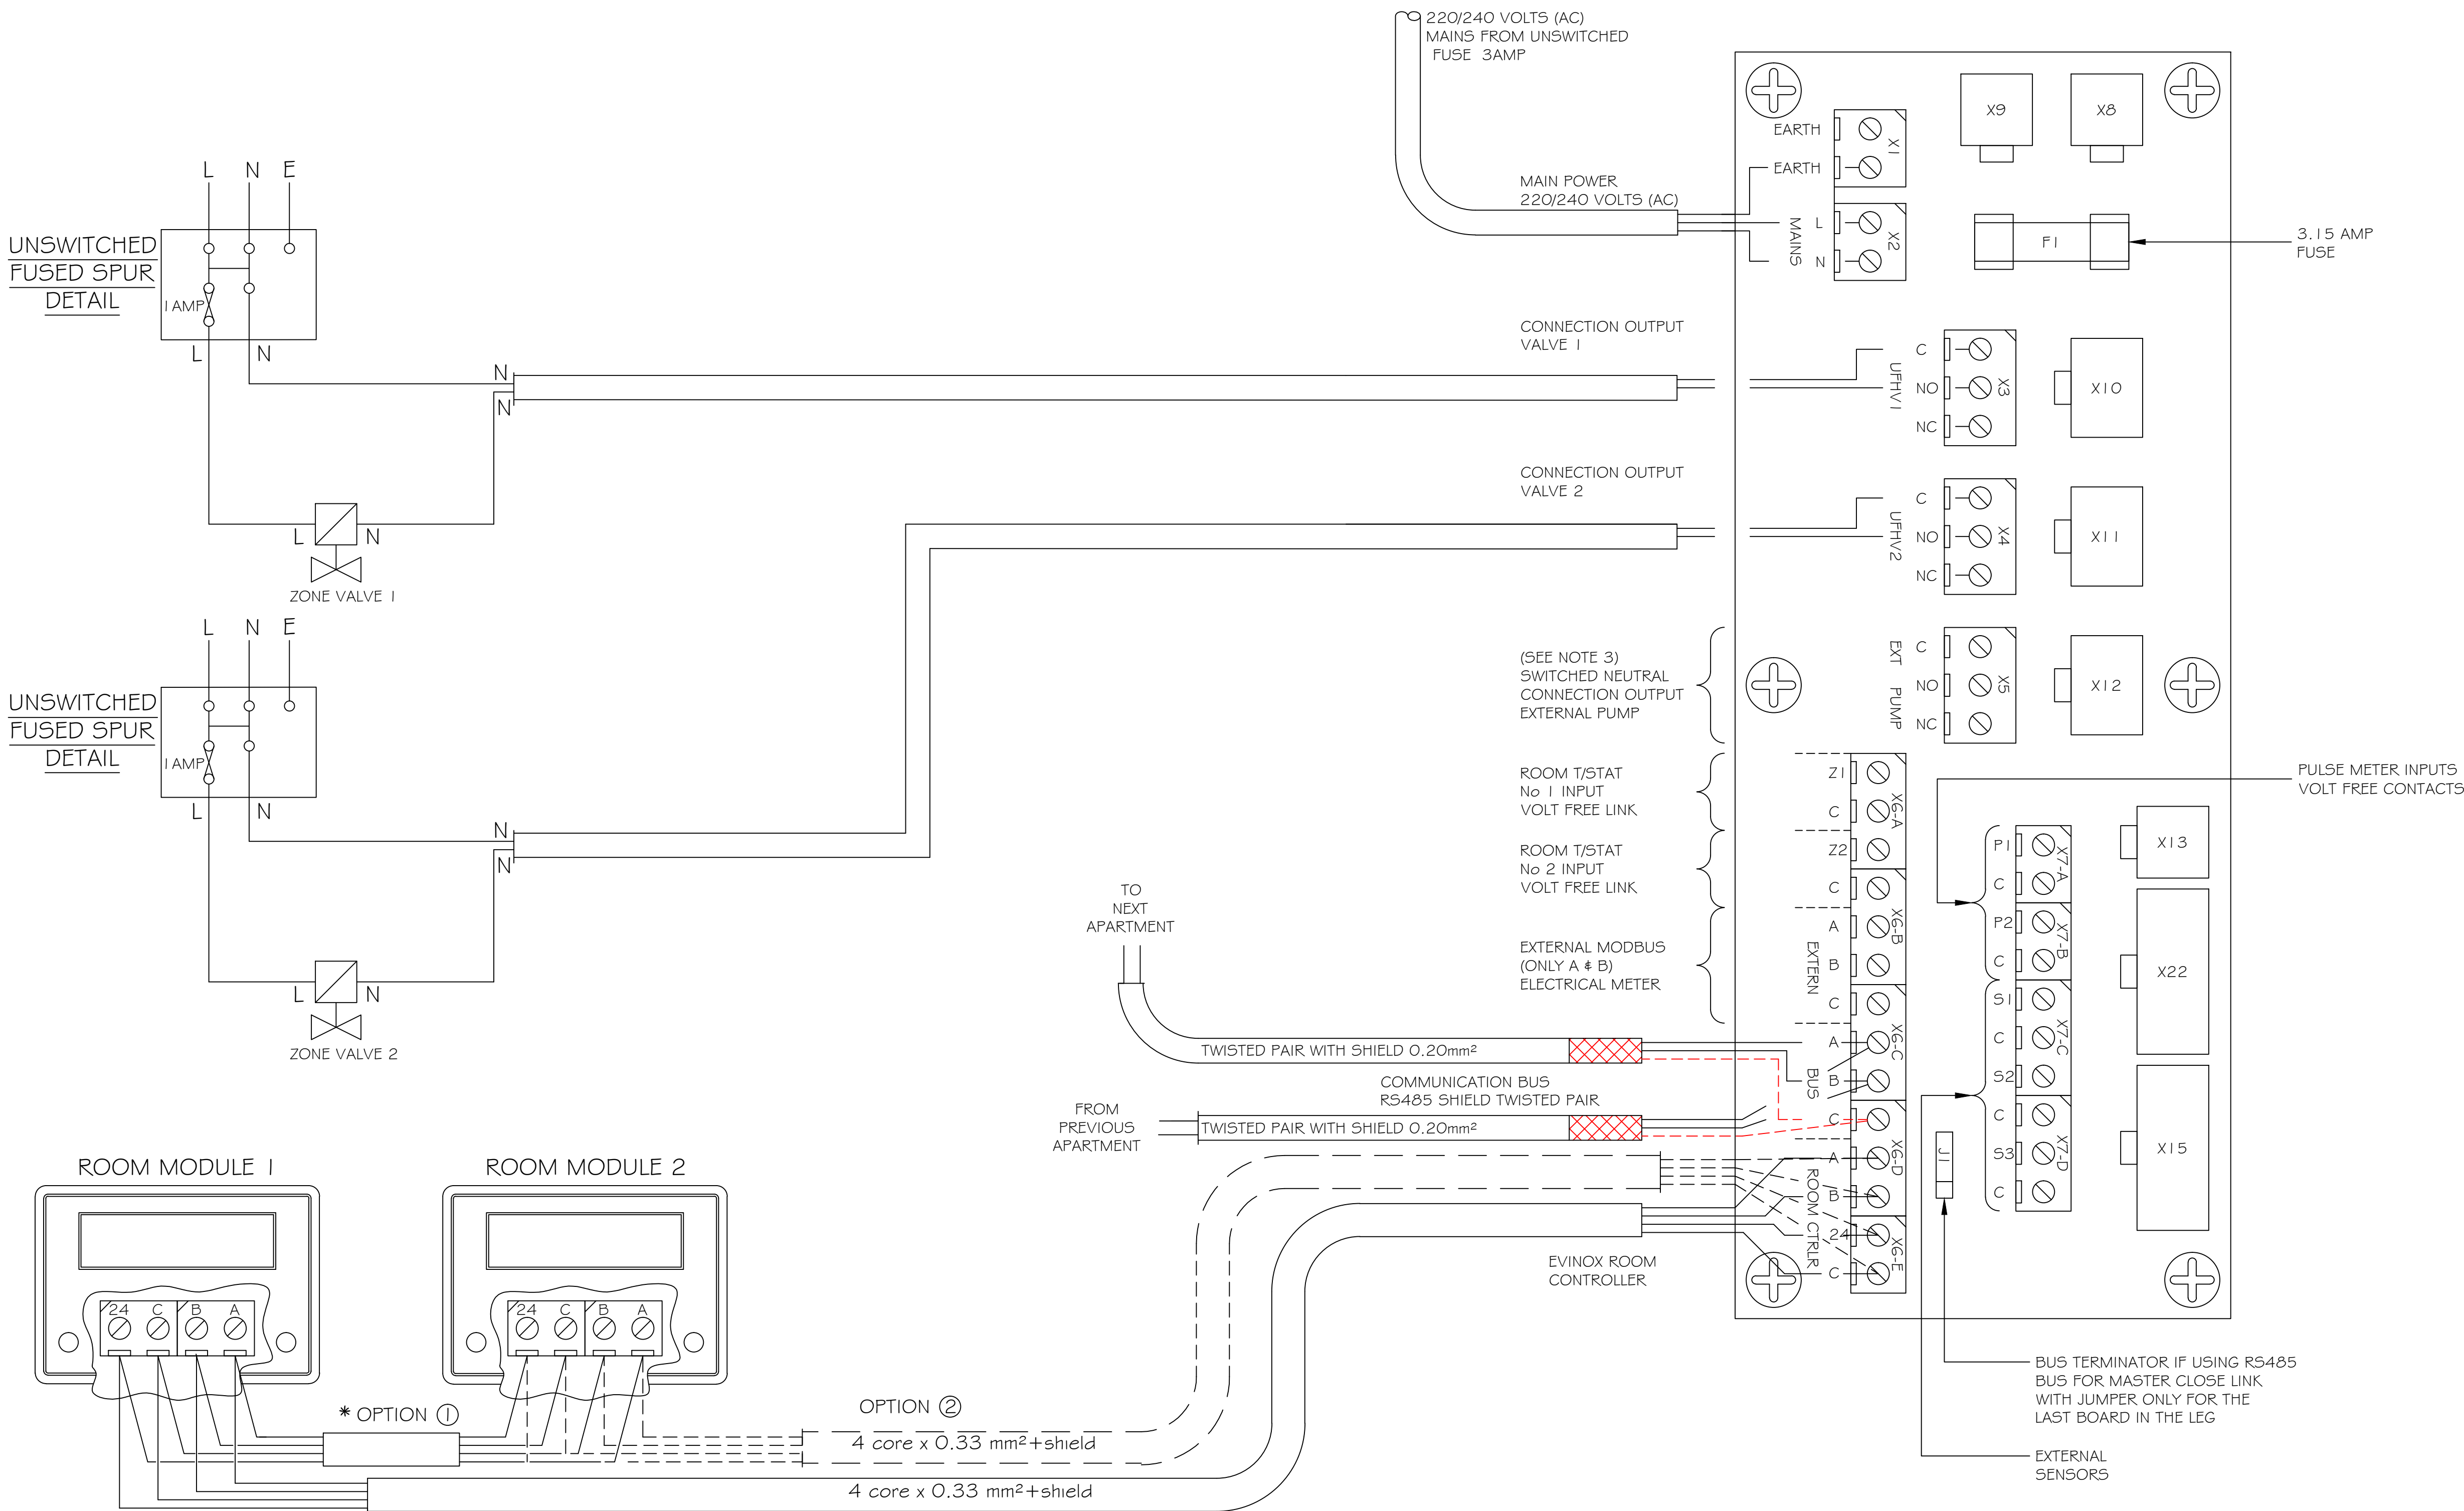 220/240 VOLTS (AC)
MAINS FROM UNSWITCHED
FUSE 3AMP
X9
X8
EARTH
EARTH
X1
MAIN POWER
220/240 VOLTS (AC)
MAINS
L
N
X2
F1
3.15 AMP
FUSE
L N E
UNSWITCHED
FUSED SPUR
DETAIL
1 AMP
L N
N
N
L N
ZONE VALVE 1
CONNECTION OUTPUT
VALVE 1
UFHV1
C
NO
NC
X3
X10
CONNECTION OUTPUT
VALVE 2
UFHV2
C
NO
NC
X4
X11
L N E
UNSWITCHED
FUSED SPUR
DETAIL
1 AMP
L N
N
N
L N
ZONE VALVE 2
(SEE NOTE 3)
SWITCHED NEUTRAL
CONNECTION OUTPUT
EXTERNAL PUMP
EXT PUMP
C
NO
NC
X5
X12
ROOM T/STAT
No 1 INPUT
VOLT FREE LINK
Z1
C
X6-A
ROOM T/STAT
No 2 INPUT
VOLT FREE LINK
Z2
C
EXTERNAL MODBUS
(ONLY A & B)
ELECTRICAL METER
EXTERN
A
B
C
X6-B
PULSE METER INPUTS
VOLT FREE CONTACTS
P1
C
X7-A
P2
C
X7-B
S1
C
S2
X7-C
C
S3
C
X7-D
X13
X22
X15
TO
NEXT
APARTMENT
TWISTED PAIR WITH SHIELD 0.20mm²
COMMUNICATION BUS
RS485 SHIELD TWISTED PAIR
FROM
PREVIOUS
APARTMENT
TWISTED PAIR WITH SHIELD 0.20mm²
BUS
A
B
C
X6-C
ROOM CTRLR
A
B
24
C
X6-D
X6-E
J1
EVINOX ROOM
CONTROLLER
ROOM MODULE 1
24 C B A
ROOM MODULE 2
24 C B A
* OPTION 1
OPTION 2
4 core x 0.33 mm²+shield
4 core x 0.33 mm²+shield
BUS TERMINATOR IF USING RS485
BUS FOR MASTER CLOSE LINK
WITH JUMPER ONLY FOR THE
LAST BOARD IN THE LEG
EXTERNAL
SENSORS